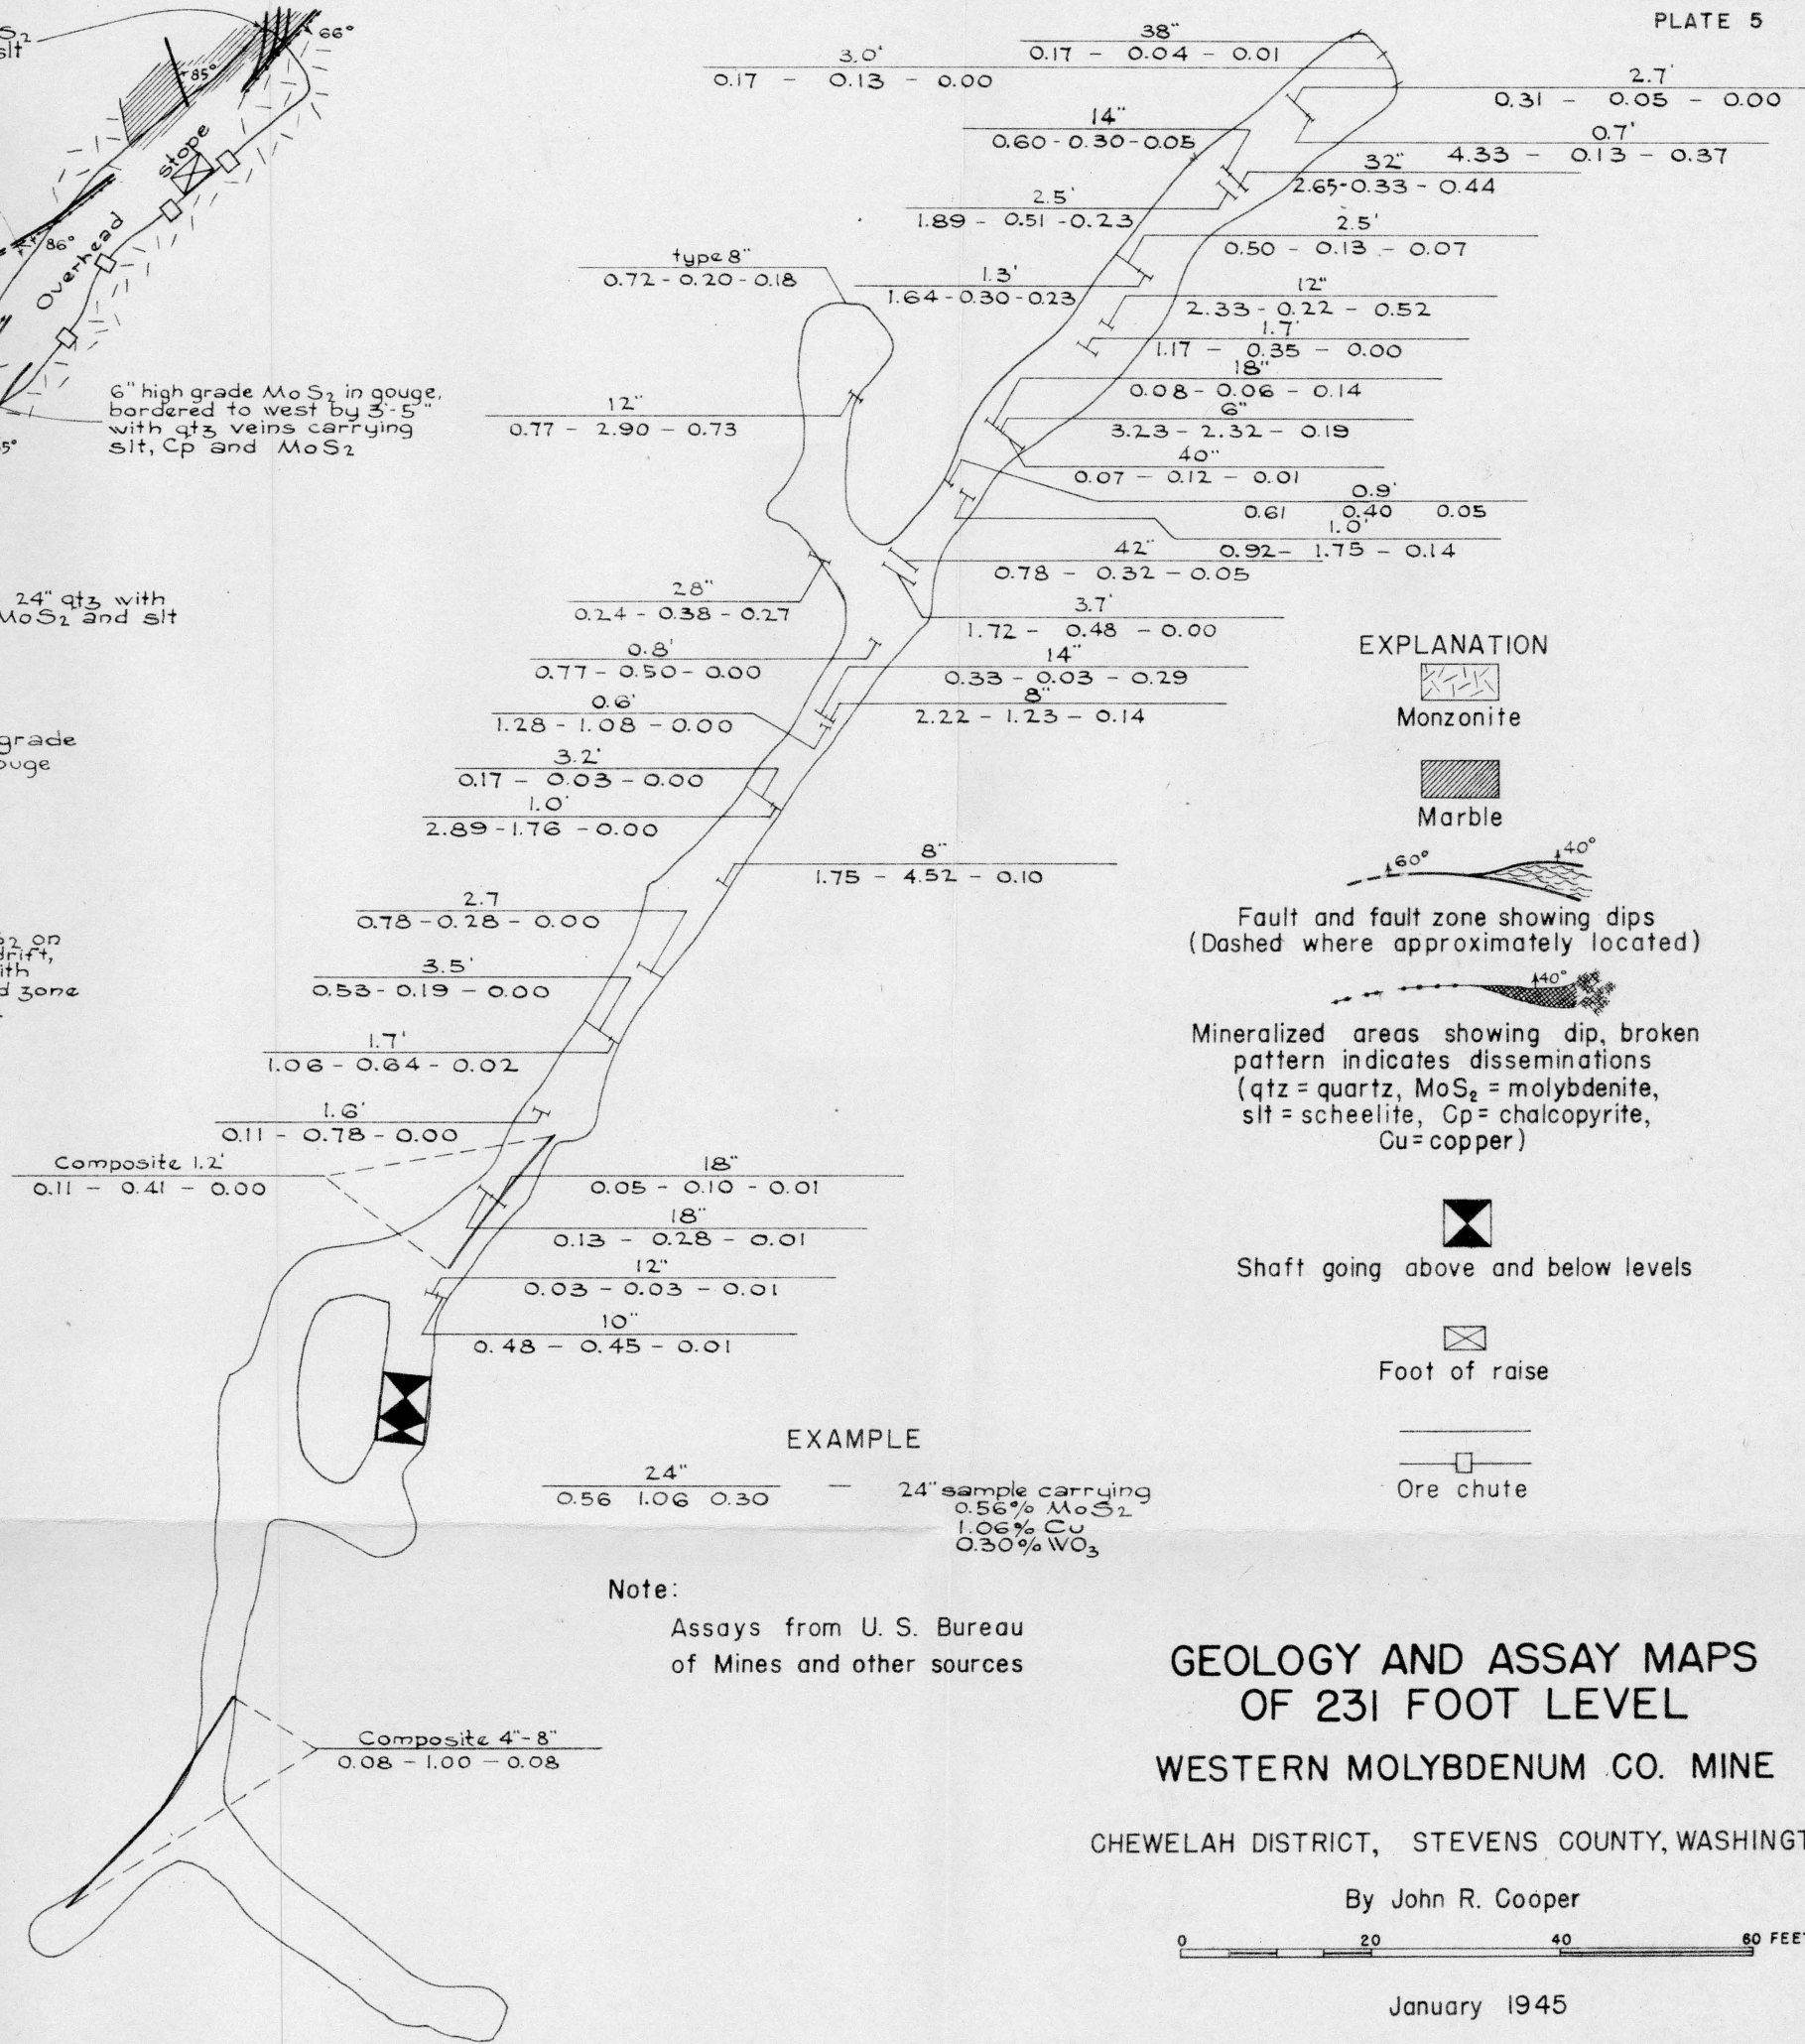 PLATE 5
slt
66°
85°
stope
Overhead
86°
6" high grade MoS2 in gouge,
bordered to west by 3'-5"
with qtz veins carrying
slt, Cp and MoS2
24" qtz with
MoS2 and slt
grade
S2 on
drift,
zone
38"
0.17 - 0.04 - 0.01
3.0'
0.17 - 0.13 - 0.00
2.7'
0.31 - 0.05 - 0.00
14"
0.60 - 0.30 - 0.05
0.7'
4.33 - 0.13 - 0.37
32"
2.65 - 0.33 - 0.44
2.5'
1.89 - 0.51 - 0.23
2.5'
0.50 - 0.13 - 0.07
type 8"
0.72 - 0.20 - 0.18
1.3'
1.64 - 0.30 - 0.23
12"
2.33 - 0.22 - 0.52
1.7'
1.17 - 0.35 - 0.00
18"
0.08 - 0.06 - 0.14
12"
0.77 - 2.90 - 0.73
6"
3.23 - 2.32 - 0.19
40"
0.07 - 0.12 - 0.01
0.9'
0.61 0.40 0.05
1.0'
0.92 - 1.75 - 0.14
42"
0.78 - 0.32 - 0.05
28"
0.24 - 0.38 - 0.27
3.7'
1.72 - 0.48 - 0.00
0.8'
0.77 - 0.50 - 0.00
14"
0.33 - 0.03 - 0.29
0.6'
1.28 - 1.08 - 0.00
8"
2.22 - 1.23 - 0.14
3.2'
0.17 - 0.03 - 0.00
1.0'
2.89 - 1.76 - 0.00
8"
1.75 - 4.52 - 0.10
2.7
0.78 - 0.28 - 0.00
3.5'
0.53 - 0.19 - 0.00
1.7'
1.06 - 0.64 - 0.02
1.6'
0.11 - 0.78 - 0.00
Composite 1.2'
0.11 - 0.41 - 0.00
18"
0.05 - 0.10 - 0.01
18"
0.13 - 0.28 - 0.01
12"
0.03 - 0.03 - 0.01
10"
0.48 - 0.45 - 0.01
EXAMPLE
24"
0.56 1.06 0.30
— 24" sample carrying
0.56% MoS2
1.06% Cu
0.30% WO3
Note:
Assays from U. S. Bureau
of Mines and other sources
Composite 4"-8"
0.08 - 1.00 - 0.08
EXPLANATION
Monzonite
Marble
60°
40°
Fault and fault zone showing dips
(Dashed where approximately located)
40°
Mineralized areas showing dip, broken
pattern indicates disseminations
(qtz = quartz, MoS2 = molybdenite,
slt = scheelite, Cp = chalcopyrite,
Cu = copper)
Shaft going above and below levels
Foot of raise
Ore chute
GEOLOGY AND ASSAY MAPS
OF 231 FOOT LEVEL
WESTERN MOLYBDENUM CO. MINE
CHEWELAH DISTRICT, STEVENS COUNTY, WASHINGT
By John R. Cooper
0 20 40 60 FEET
January 1945